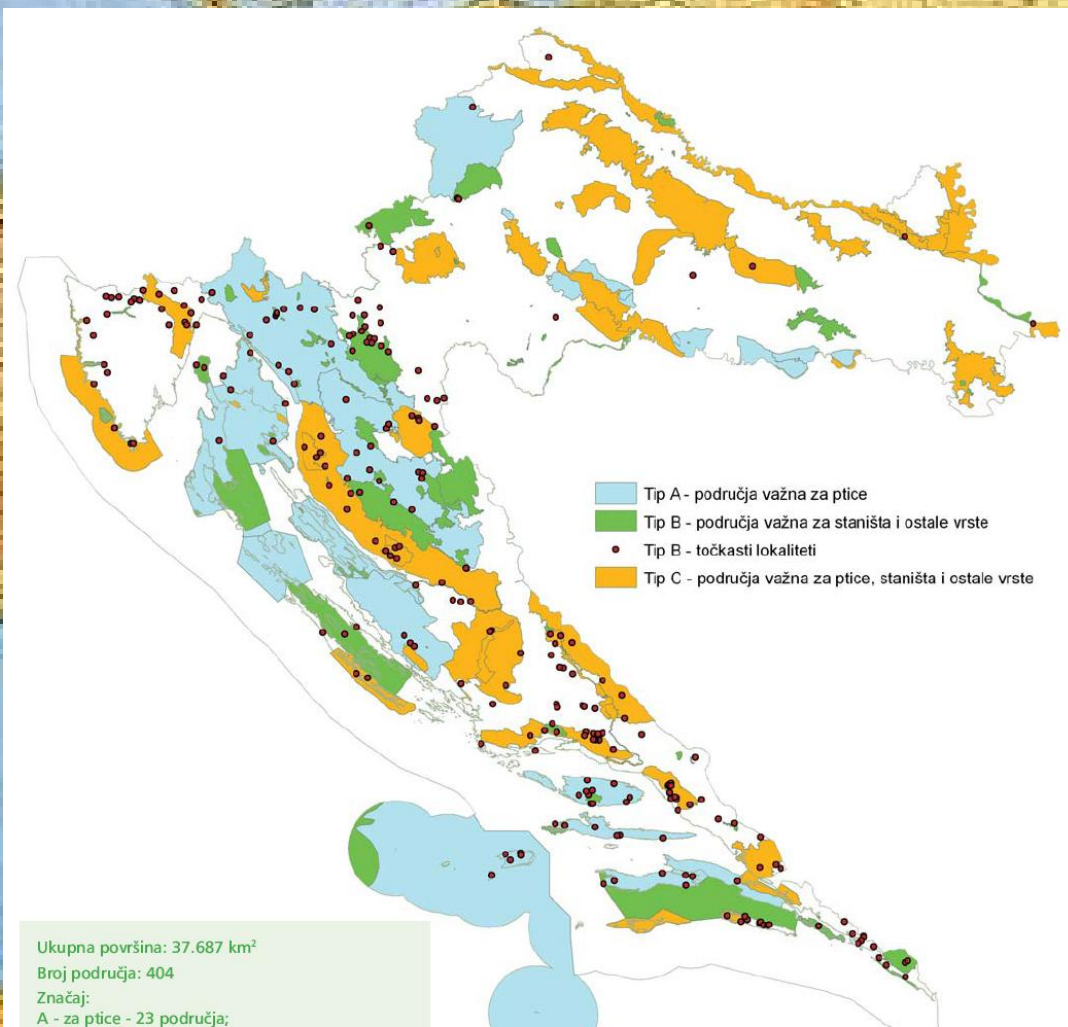 Tip A - područja važna za ptice
Tip B - područja važna za staništa i ostale vrste
Tip B - točkasti lokaliteti
Tip C - područja važna za ptice, staništa i ostale vrste
Ukupna površina: 37.687 km²
Broj područja: 404
Značaj:
A - za ptice - 23 područja;